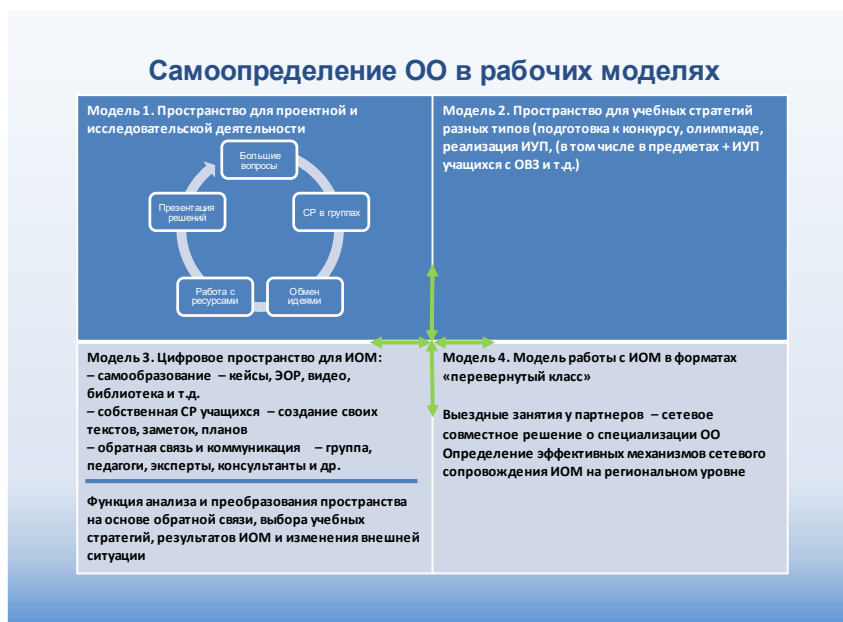 Самоопределение ОО в рабочих моделях
Модель 1. Пространство для проектной и
исследовательской деятельности
Большие
вопросы
СР в группах
Обмен
идеями
Работа с
ресурсами
Презентация
решений
Модель 2. Пространство для учебных стратегий
разных типов (подготовка к конкурсу, олимпиаде,
реализация ИУП, (в том числе в предметах + ИУП
учащихся с ОВЗ и т.д.)
Модель 3. Цифровое пространство для ИОМ:
– самообразование – кейсы, ЭОР, видео,
библиотека и т.д.
– собственная СР учащихся – создание своих
текстов, заметок, планов
– обратная связь и коммуникация – группа,
педагоги, эксперты, консультанты и др.
Функция анализа и преобразования пространства
на основе обратной связи, выбора учебных
стратегий, результатов ИОМ и изменения внешней
ситуации
Модель 4. Модель работы с ИОМ в форматах
«перевернутый класс»
Выездные занятия у партнеров – сетевое
совместное решение о специализации ОО
Определение эффективных механизмов сетевого
сопровождения ИОМ на региональном уровне